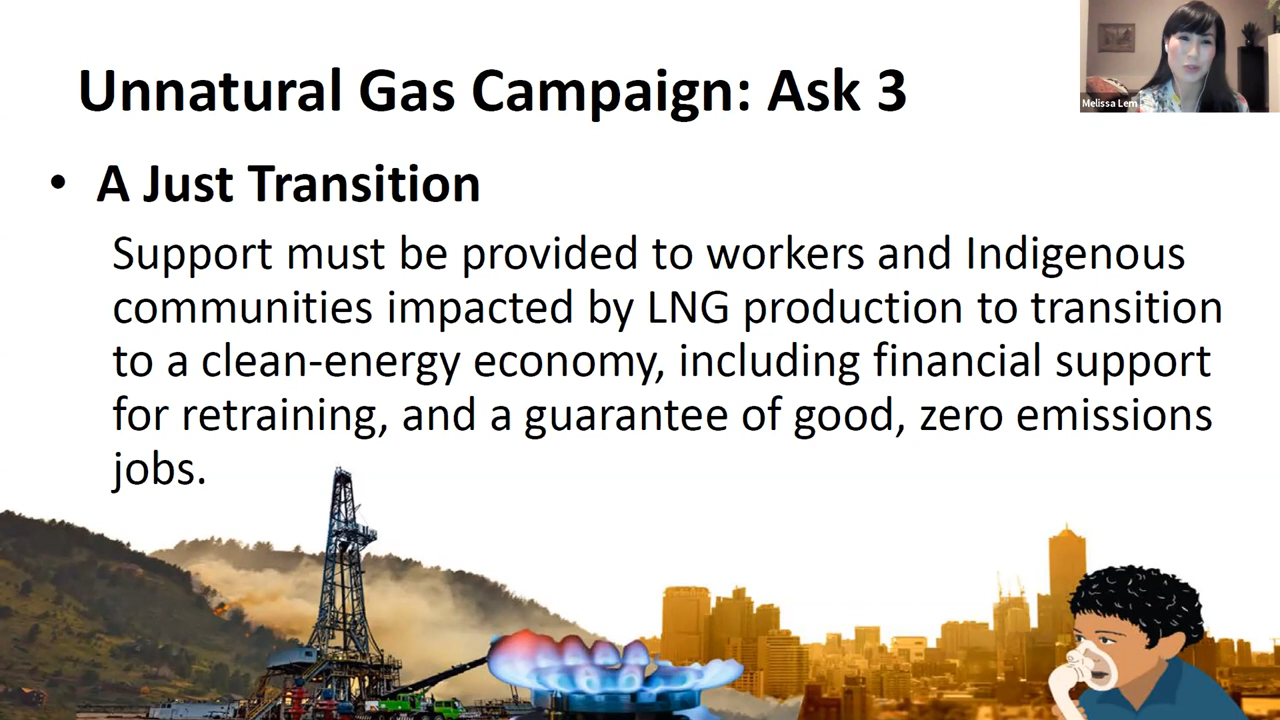 Unnatural Gas Campaign: Ask 3
Melissa Lem
• A Just Transition
Support must be provided to workers and Indigenous
communities impacted by LNG production to transition
to a clean-energy economy, including financial support
for retraining, and a guarantee of good, zero emissions
jobs.